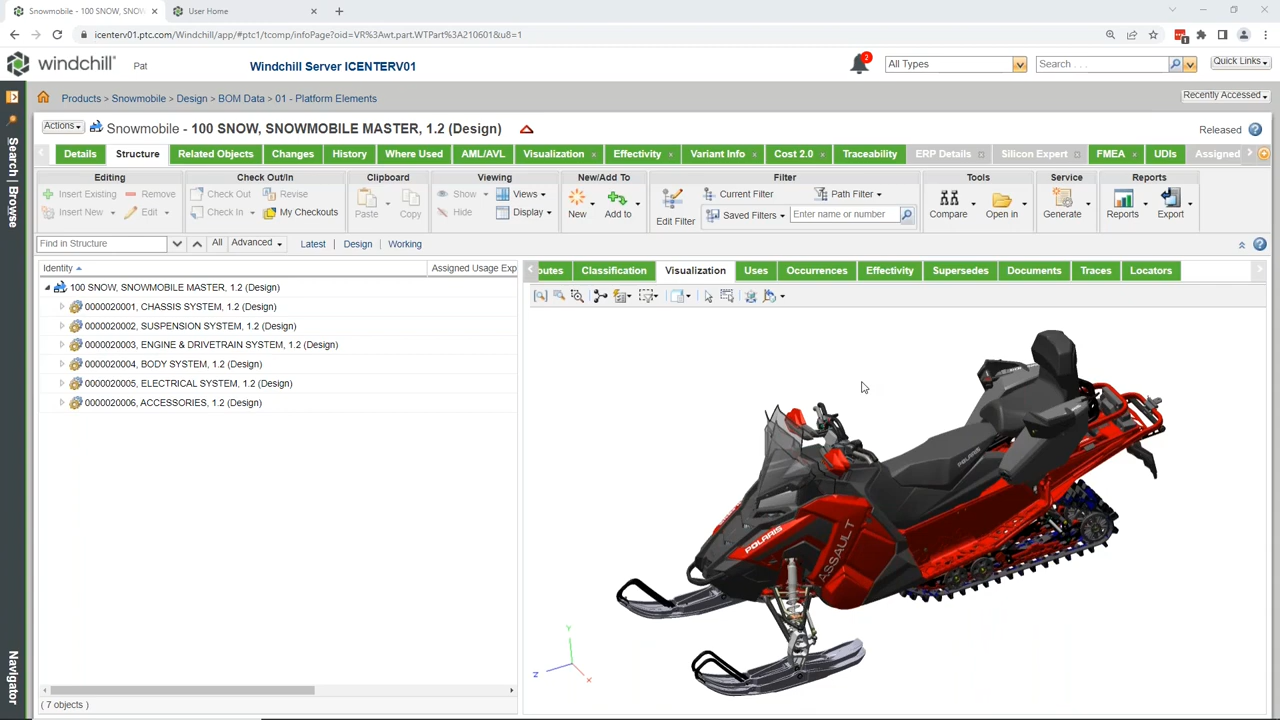 Snowmobile - 100 SNOW, SNOW
User Home
icenterv01.ptc.com/Windchill/app/#ptc1/tcomp/infoPage?oid=VR%3Awt.part.WTPart%3A210601&u8=1
windchill Pat Windchill Server ICENTERV01 2 All Types Search . . . Quick Links
Products > Snowmobile > Design > BOM Data > 01 - Platform Elements Recently Accessed
Actions Snowmobile - 100 SNOW, SNOWMOBILE MASTER, 1.2 (Design) Released
Details Structure Related Objects Changes History Where Used AML/AVL Visualization Effectivity Variant Info Cost 2.0 Traceability ERP Details Silicon Expert FMEA UDIs Assigned
Editing Check Out/In Clipboard Viewing New/Add To Filter Tools Service Reports
Insert Existing Remove Check Out Revise Show Views Current Filter Path Filter
Insert New Edit Check In My Checkouts Paste Copy Hide Display New Add to Edit Filter Saved Filters Enter name or number Compare Open in Generate Reports Export
Find in Structure All Advanced Latest Design Working
Identity Assigned Usage Exp
100 SNOW, SNOWMOBILE MASTER, 1.2 (Design)
0000020001, CHASSIS SYSTEM, 1.2 (Design)
0000020002, SUSPENSION SYSTEM, 1.2 (Design)
0000020003, ENGINE & DRIVETRAIN SYSTEM, 1.2 (Design)
0000020004, BODY SYSTEM, 1.2 (Design)
0000020005, ELECTRICAL SYSTEM, 1.2 (Design)
0000020006, ACCESSORIES, 1.2 (Design)
( 7 objects )
butes Classification Visualization Uses Occurrences Effectivity Supersedes Documents Traces Locators
POLARIS
POLARIS
ASSAULT
Y
Z
X
Search | Browse
Navigator